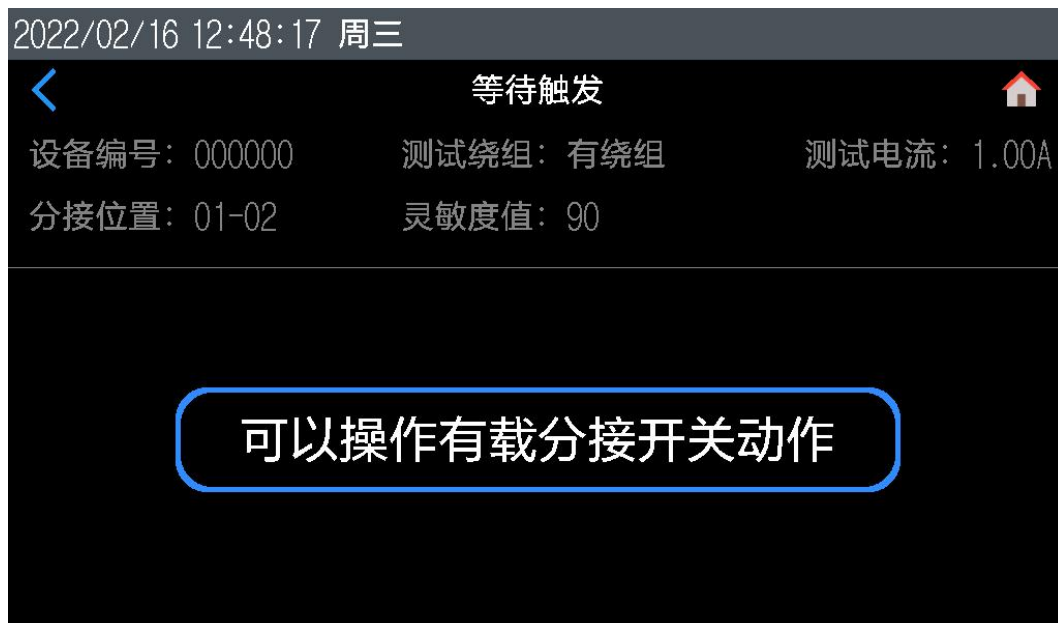 2022/02/16 12:48:17 周三
等待触发
设备编号: 000000 测试绕组: 有绕组 测试电流: 1.00A
分接位置: 01-02 灵敏度值: 90
可以操作有载分接开关动作